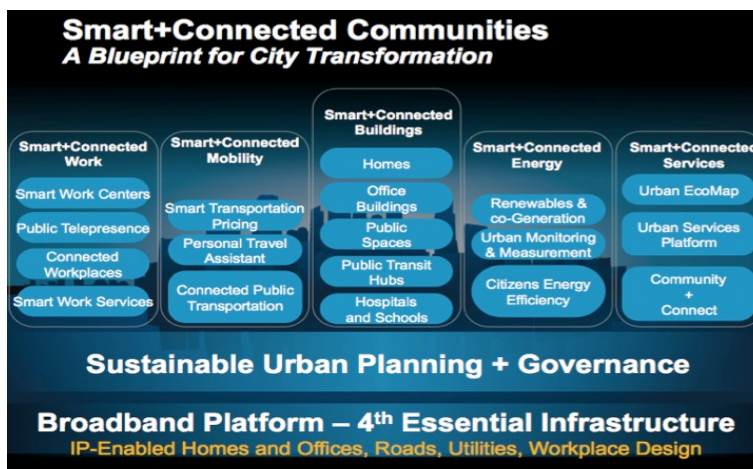 Smart+Connected Communities
A Blueprint for City Transformation
Smart+Connected
Work
Smart Work Centers
Public Telepresence
Connected
Workplaces
Smart Work Services
Smart+Connected
Mobility
Smart Transportation
Pricing
Personal Travel
Assistant
Connected Public
Transportation
Smart+Connected
Buildings
Homes
Office
Buildings
Public
Spaces
Public Transit
Hubs
Hospitals
and Schools
Smart+Connected
Energy
Renewables &
co-Generation
Urban Monitoring
& Measurement
Citizens Energy
Efficiency
Smart+Connected
Services
Urban EcoMap
Urban Services
Platform
Community
+
Connect
Sustainable Urban Planning + Governance
Broadband Platform – 4th Essential Infrastructure
IP-Enabled Homes and Offices, Roads, Utilities, Workplace Design